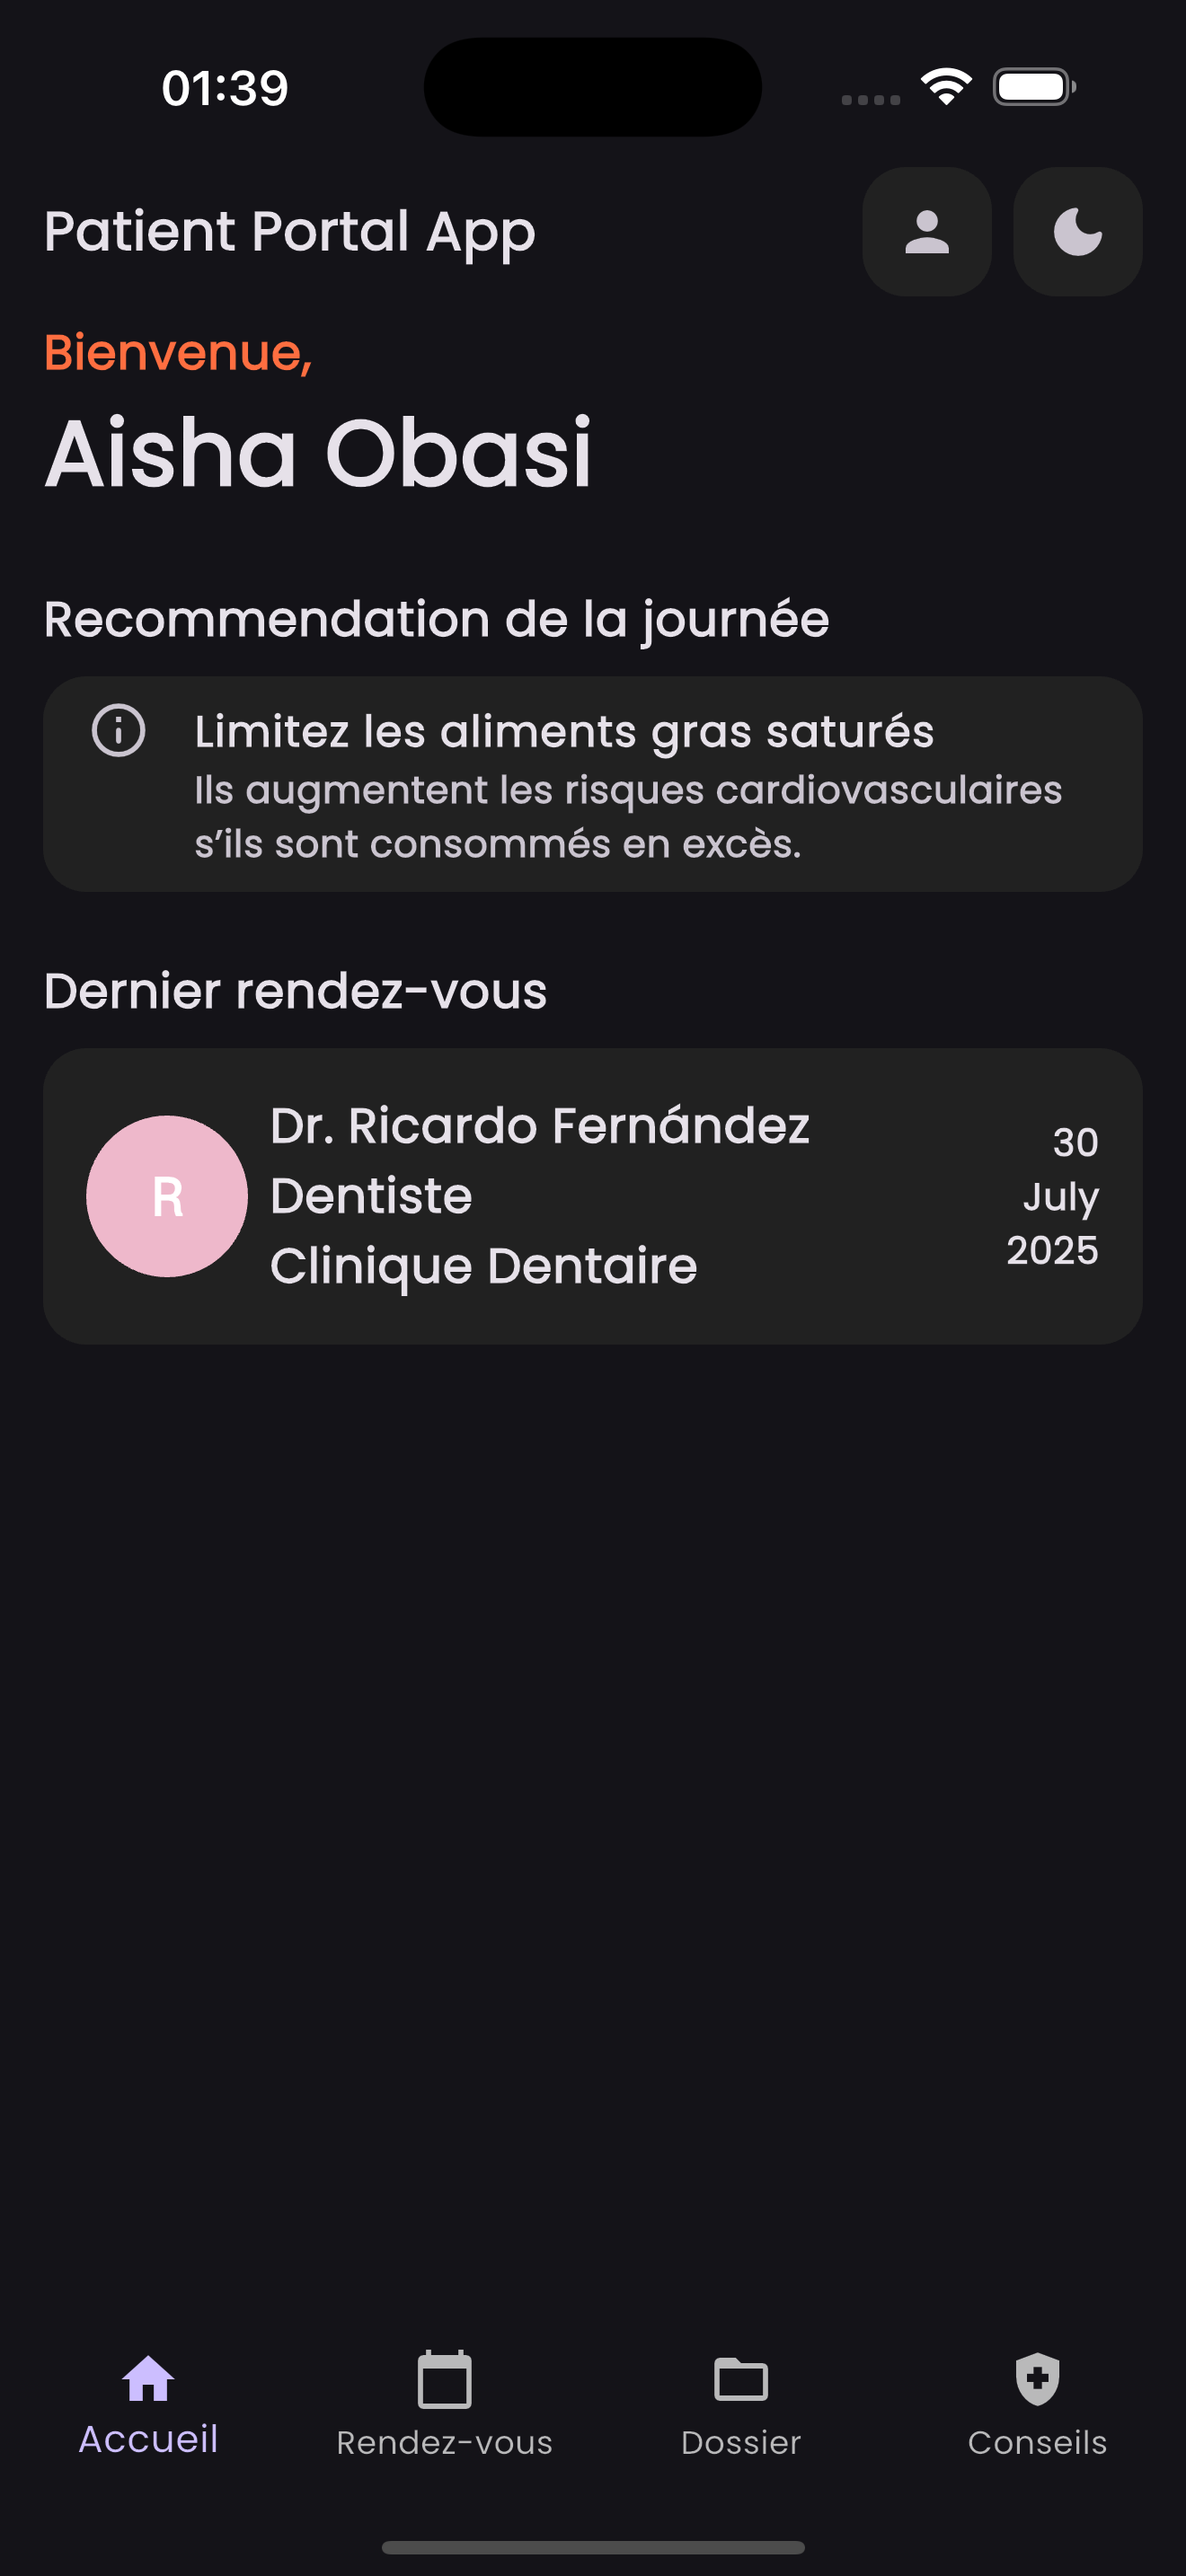 01:39
Patient Portal App
Bienvenue,
Aisha Obasi
Recommendation de la journée
Limitez les aliments gras saturés
Ils augmentent les risques cardiovasculaires
s’ils sont consommés en excès.
Dernier rendez-vous
R
Dr. Ricardo Fernández
Dentiste
Clinique Dentaire
30
July
2025
Accueil
Rendez-vous
Dossier
Conseils